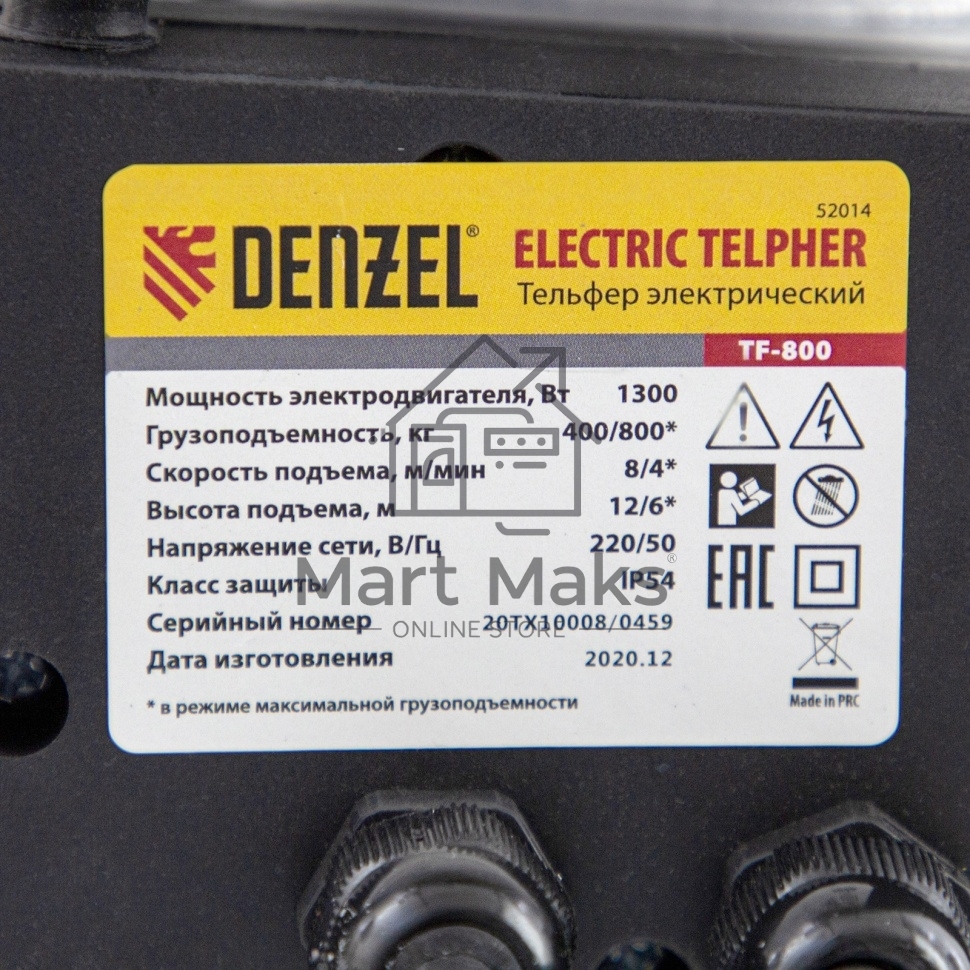 52014
DENZEL® ELECTRIC TELPHER
Тельфер электрический
TF-800
Мощность электродвигателя, Вт 1300
Грузоподъемность, кг 400/800*
Скорость подъема, м/мин 8/4*
Высота подъема, м 12/6*
Напряжение сети, В/Гц 220/50
Класс защиты IP54
Mart Maks®
Серийный номер 20TX10008/0459
ONLINE STORE
Дата изготовления 2020.12
* в режиме максимальной грузоподъемности
EAC
Made in PRC